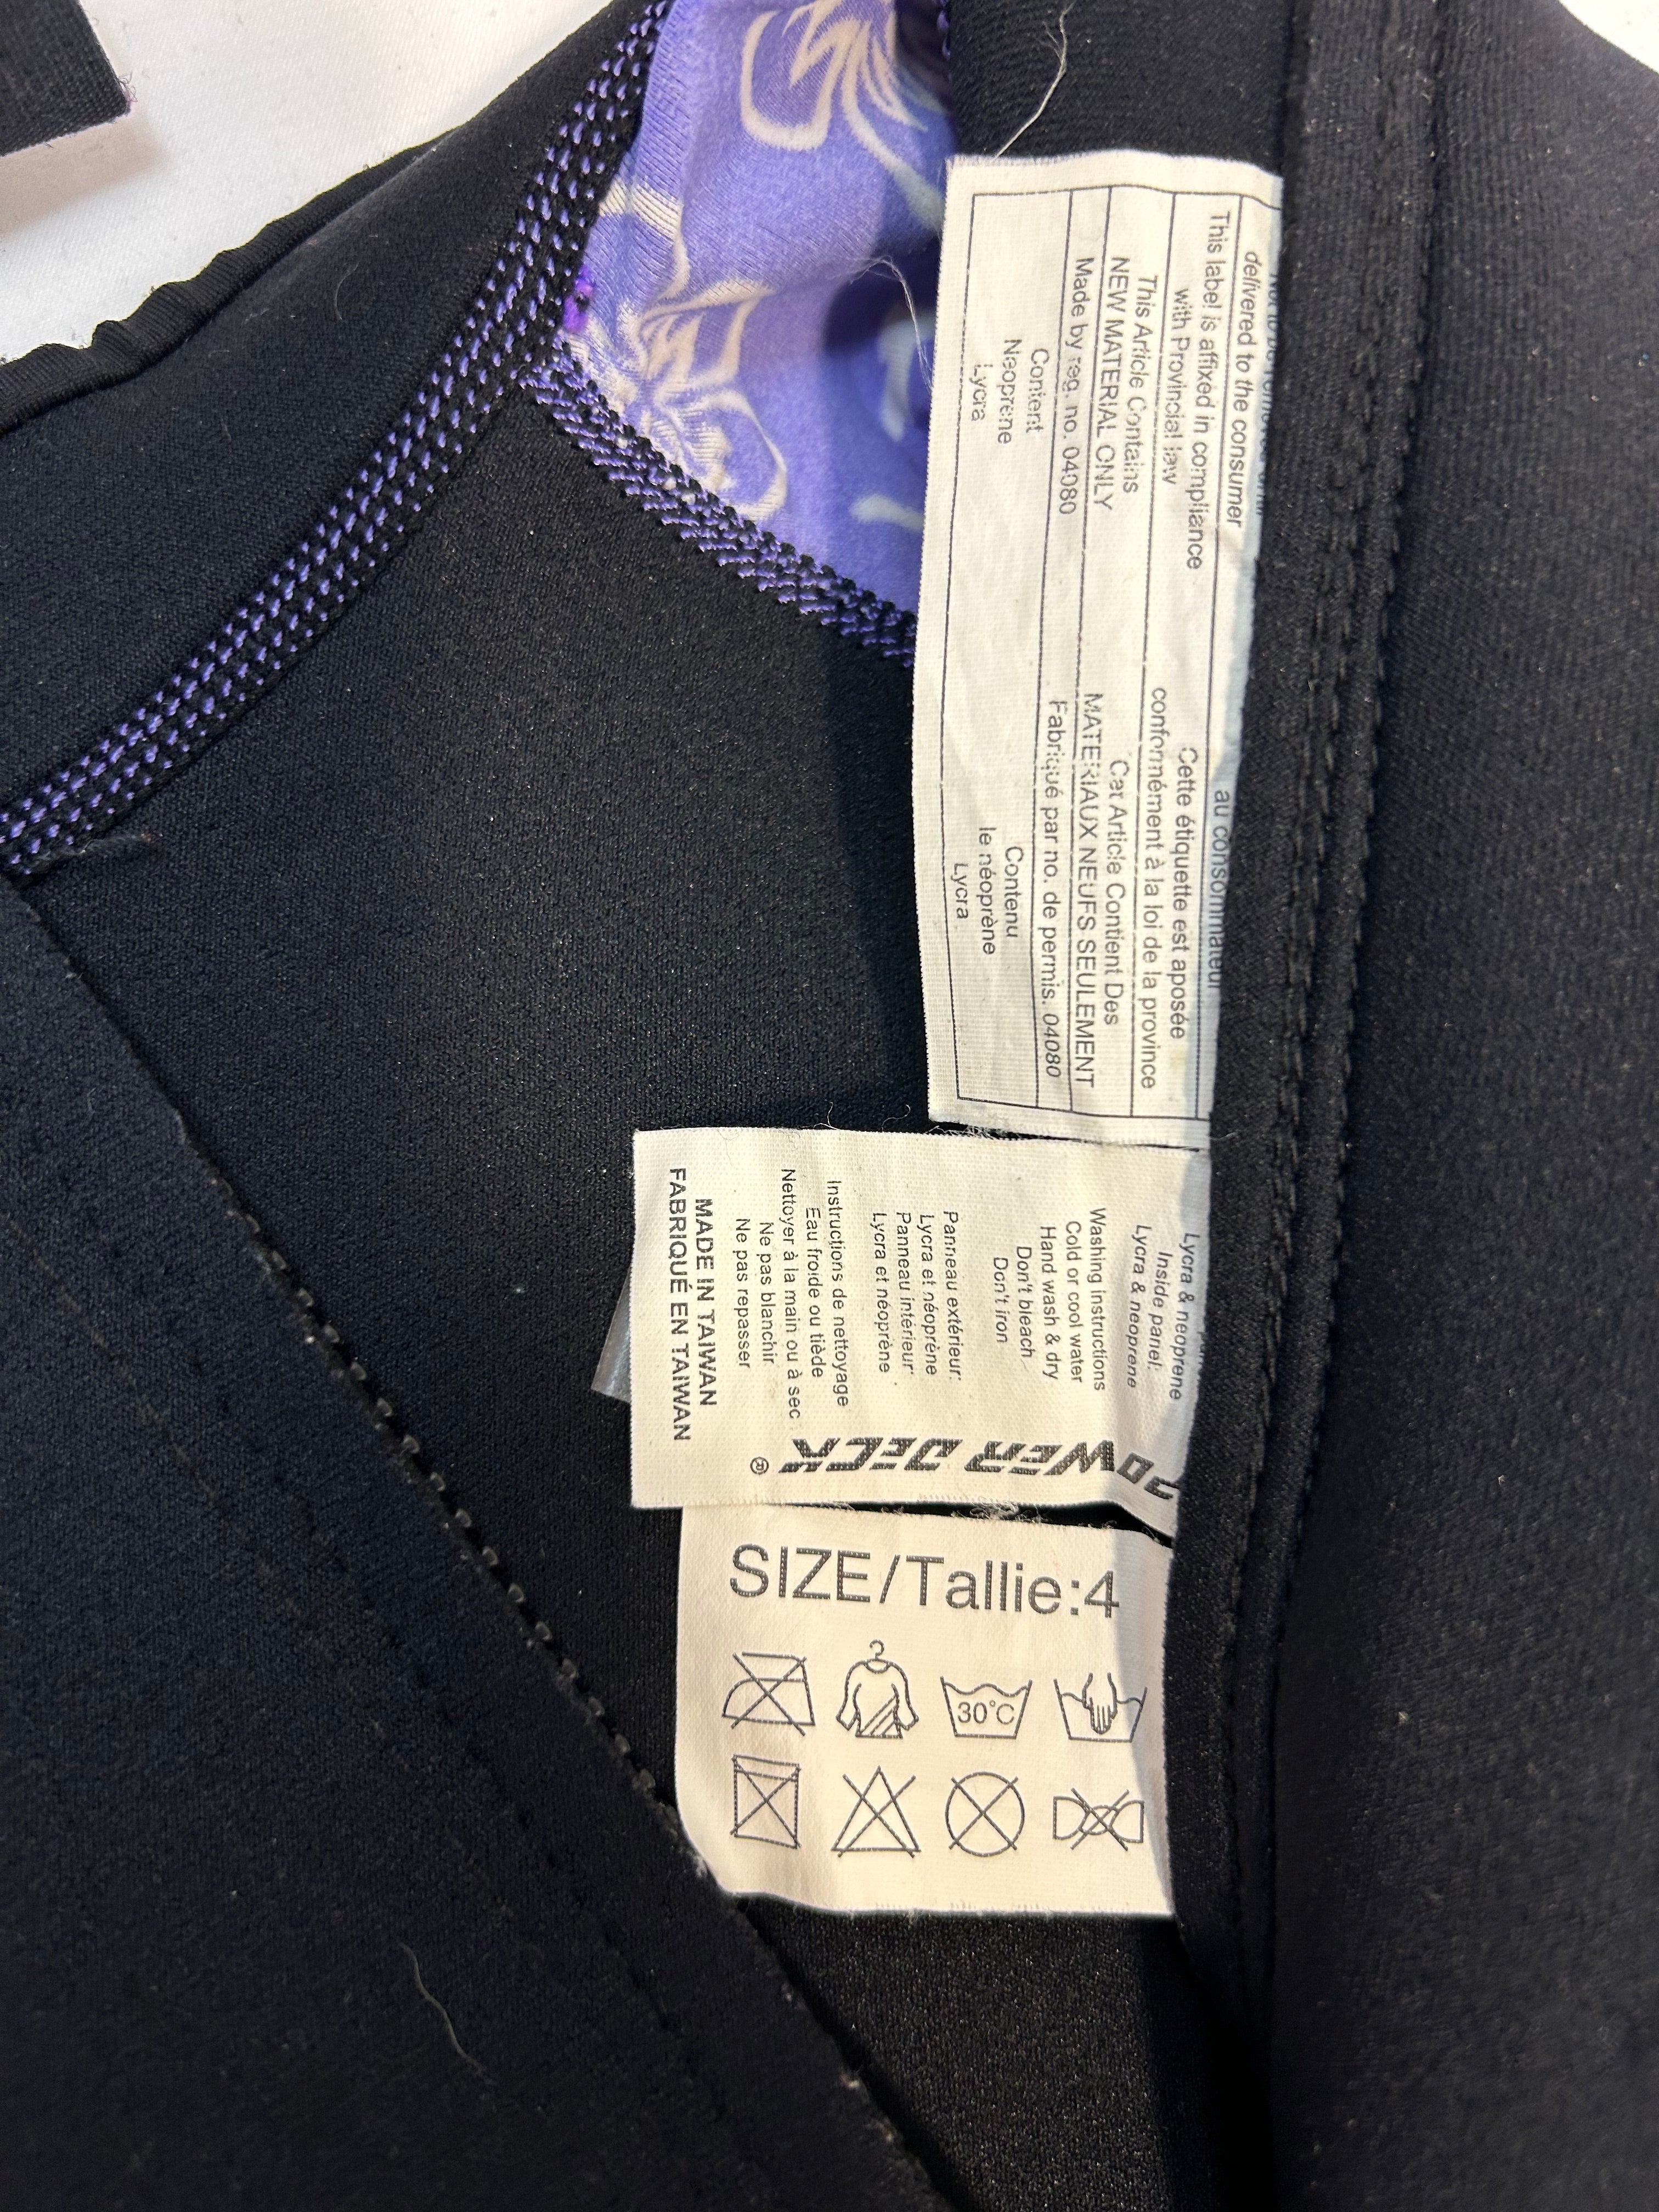 delivered to the consumer
This label is affixed in compliance
with Provincial law
This Article Contains
NEW MATERIAL ONLY
Made by reg. no. 04080
Content
Neoprene
Lycra
au consommateur
Cette étiquette est aposée
conformément à la loi de la province
Cet Article Contient Des
MATERIAUX NEUFS SEULEMENT
Fabriqué par no. de permis. 04080
Contenu
le néoprène
Lycra
Lycra & neoprene
Inside panel:
Lycra & neoprene
Washing instructions
Cold or cool water
Hand wash & dry
Don't bleach
Don't iron
Panneau extérieur:
Lycra et néoprène
Panneau intérieur:
Lycra et néoprène
Instructions de nettoyage
Eau froide ou tiède
Nettoyer à la main ou à sec
Ne pas blanchir
Ne pas repasser
MADE IN TAIWAN
FABRIQUÉ EN TAIWAN
POWER DECK ®
SIZE/Tallie:4
30°C